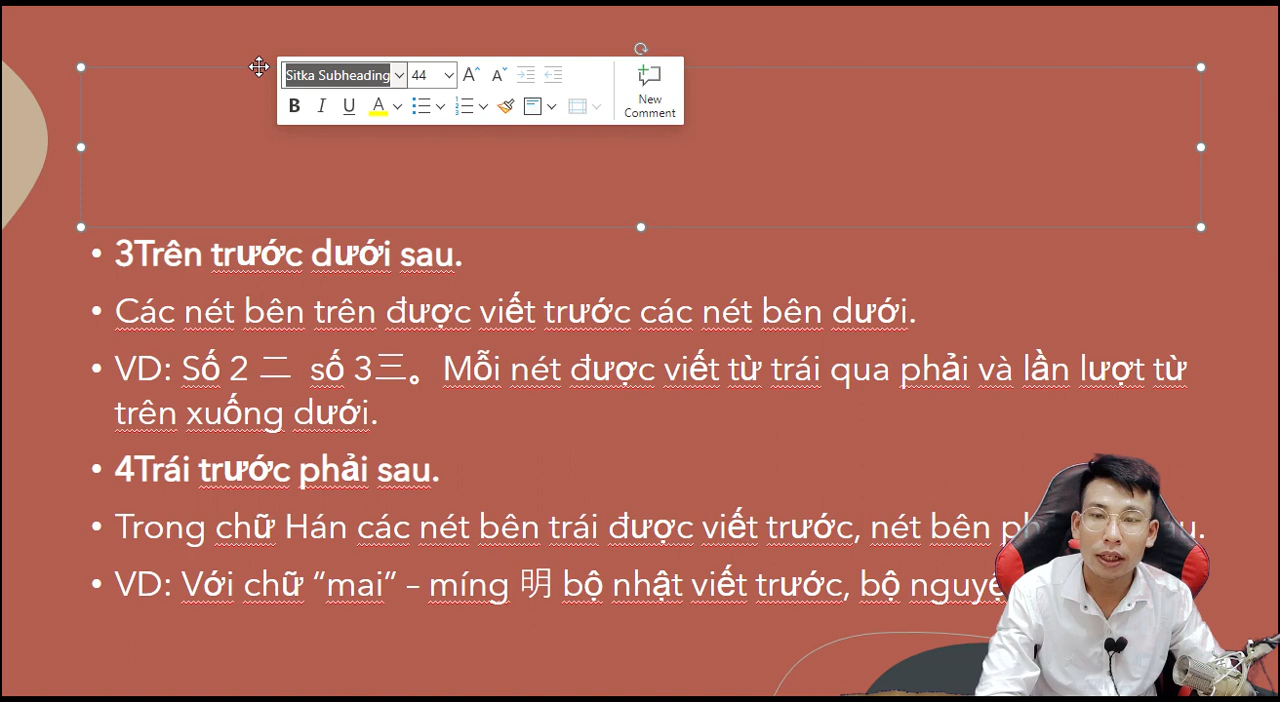 Sitka Subheading 44 A A
B I U A New Comment
• 3Trên trước dưới sau.
• Các nét bên trên được viết trước các nét bên dưới.
• VD: Số 2 二 số 3三。Mỗi nét được viết từ trái qua phải và lần lượt từ
trên xuống dưới.
• 4Trái trước phải sau.
• Trong chữ Hán các nét bên trái được viết trước, nét bên
• VD: Với chữ “mai” – míng 明 bộ nhật viết trước, bộ